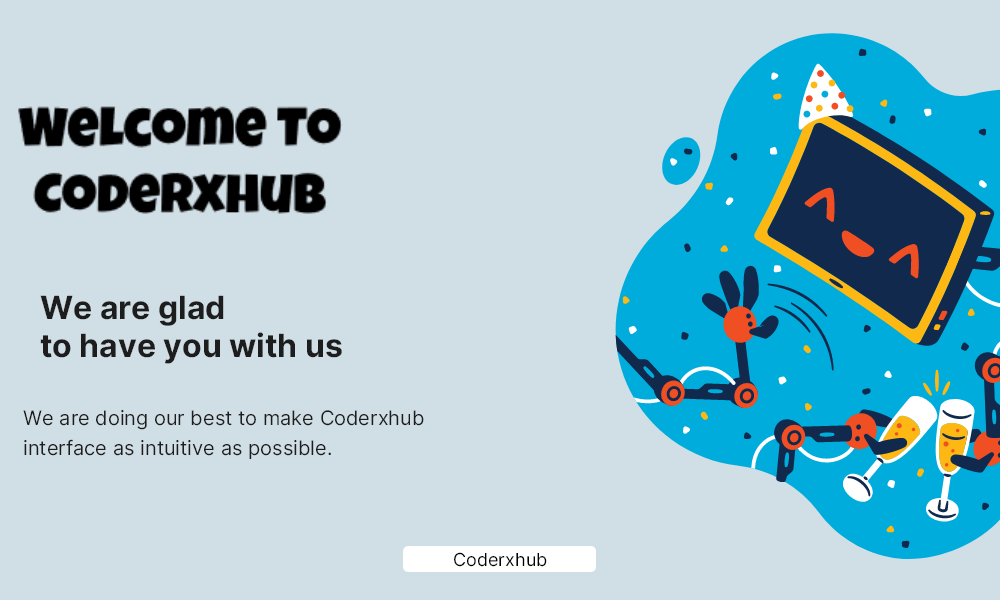 Welcome to
Coderxhub
We are glad
to have you with us
We are doing our best to make Coderxhub
interface as intuitive as possible.
Coderxhub